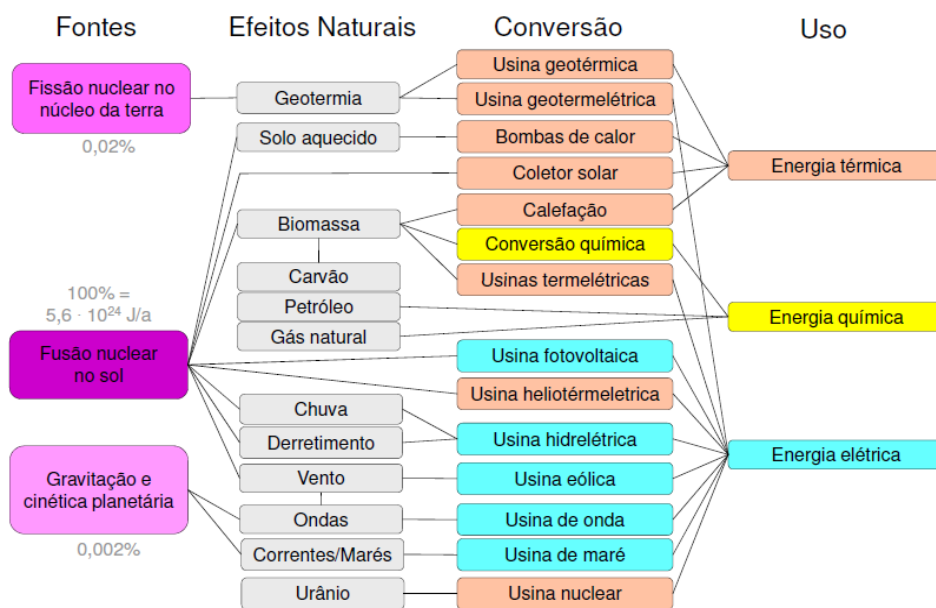 Fontes
Efeitos Naturais
Conversão
Uso
Fissão nuclear no
núcleo da terra
0,02%
100% =
5,6 · 10²⁴ J/a
Fusão nuclear
no sol
Gravitação e
cinética planetária
0,002%
Geotermia
Solo aquecido
Biomassa
Carvão
Petróleo
Gás natural
Chuva
Derretimento
Vento
Ondas
Correntes/Marés
Urânio
Usina geotérmica
Usina geotermelétrica
Bombas de calor
Coletor solar
Calefação
Conversão química
Usinas termelétricas
Usina fotovoltaica
Usina heliotérmeletrica
Usina hidrelétrica
Usina eólica
Usina de onda
Usina de maré
Usina nuclear
Energia térmica
Energia química
Energia elétrica